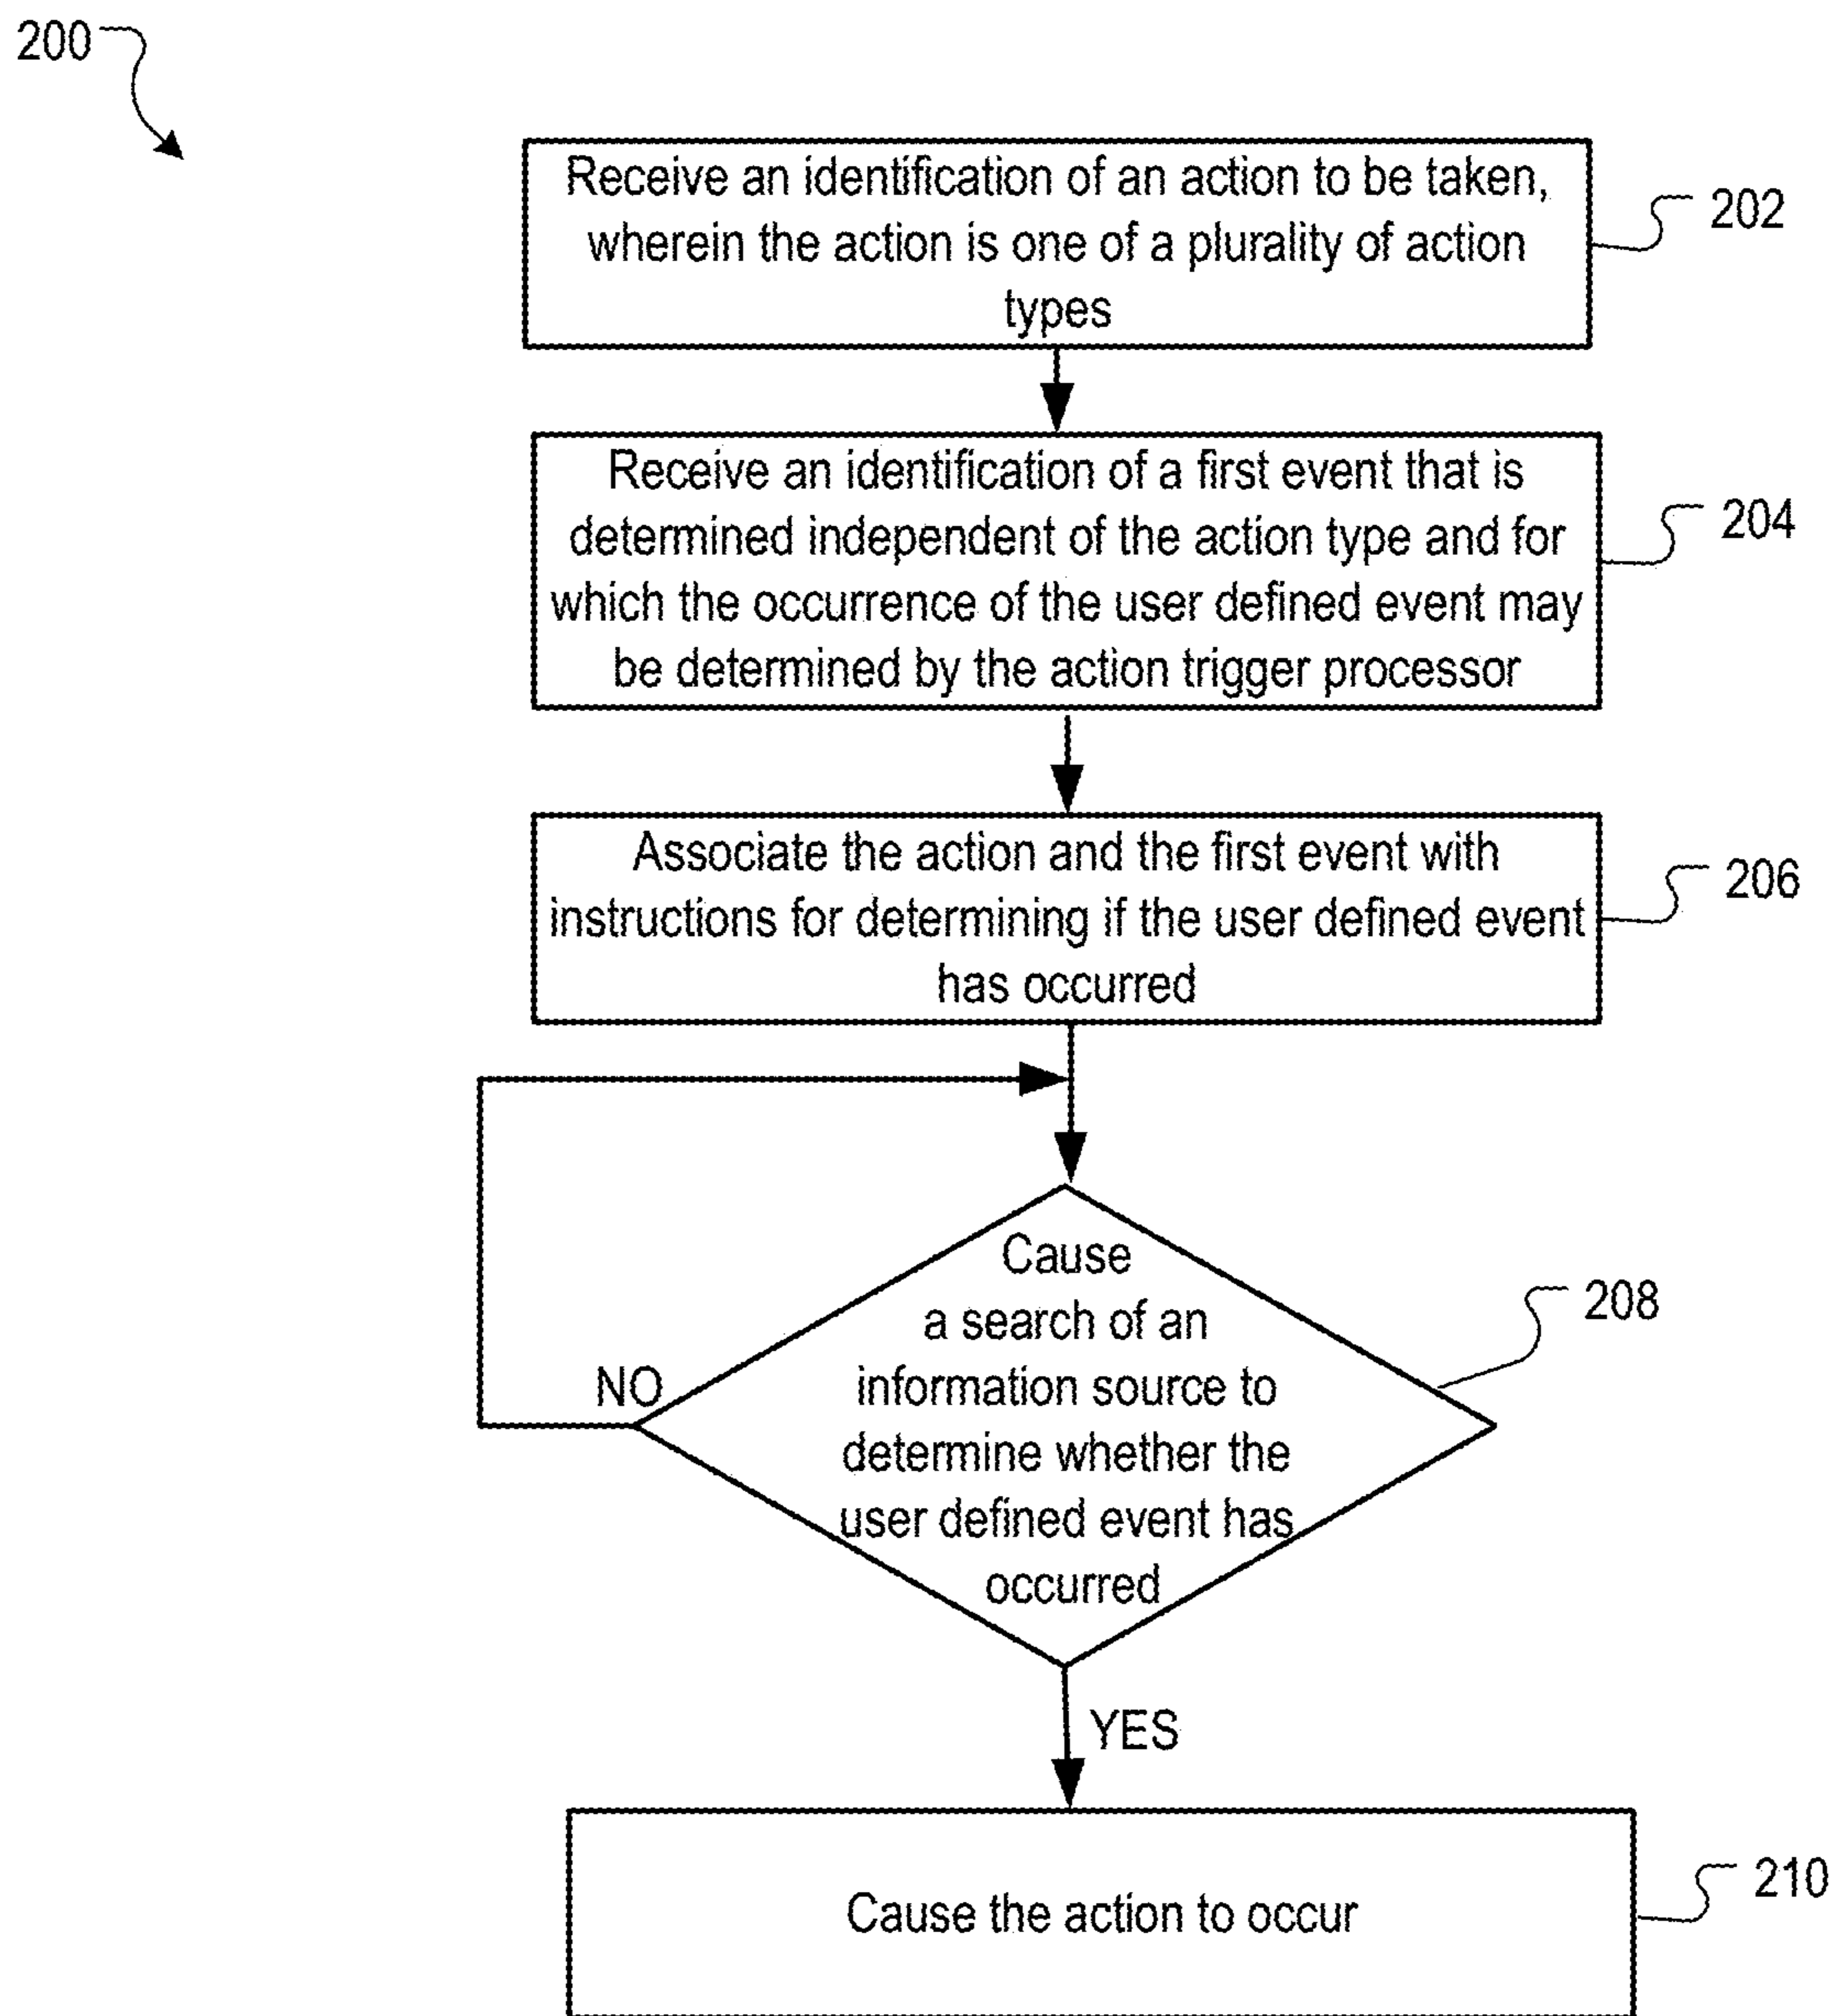 200
Receive an identification of an action to be taken,
wherein the action is one of a plurality of action
types
202
Receive an identification of a first event that is
determined independent of the action type and for
which the occurrence of the user defined event may
be determined by the action trigger processor
204
Associate the action and the first event with
instructions for determining if the user defined event
has occurred
206
Cause
a search of an
information source to
determine whether the
user defined event has
occurred
208
NO
YES
Cause the action to occur
210